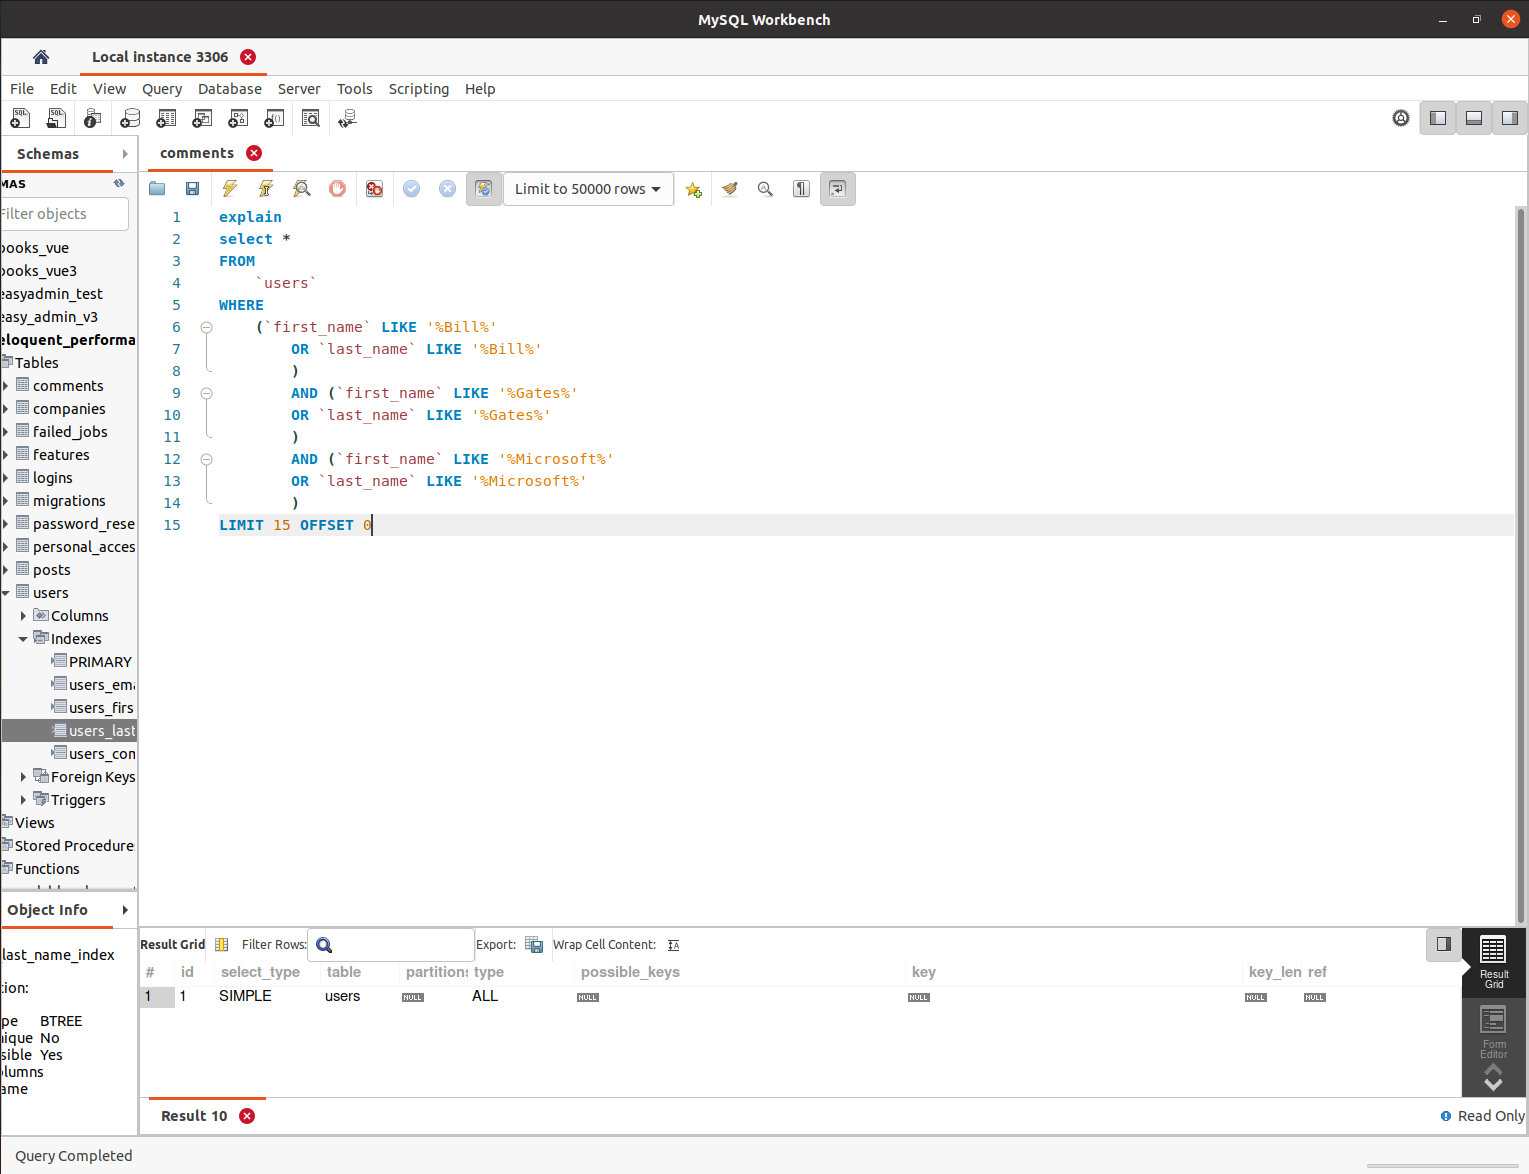 MySQL Workbench
Local instance 3306
File Edit View Query Database Server Tools Scripting Help
Schemas
comments
MAS
Filter objects
Limit to 50000 rows
books_vue
books_vue3
easyadmin_test
easy_admin_v3
eloquent_performa
Tables
comments
companies
failed_jobs
features
logins
migrations
password_rese
personal_acces
posts
users
Columns
Indexes
PRIMARY
users_ema
users_firs
users_last
users_con
Foreign Keys
Triggers
Views
Stored Procedure
Functions
1 explain
2 select *
3 FROM
4 `users`
5 WHERE
6 (`first_name` LIKE '%Bill%'
7 OR `last_name` LIKE '%Bill%'
8 )
9 AND (`first_name` LIKE '%Gates%'
10 OR `last_name` LIKE '%Gates%'
11 )
12 AND (`first_name` LIKE '%Microsoft%'
13 OR `last_name` LIKE '%Microsoft%'
14 )
15 LIMIT 15 OFFSET 0
Object Info
last_name_index
tion:
pe BTREE
nique No
sible Yes
lumns
ame
Result Grid Filter Rows: Export: Wrap Cell Content:
# id select_type table partitions type possible_keys key key_len ref
1 1 SIMPLE users NULL ALL NULL NULL NULL NULL
Result
Grid
Form
Editor
Result 10
Read Only
Query Completed